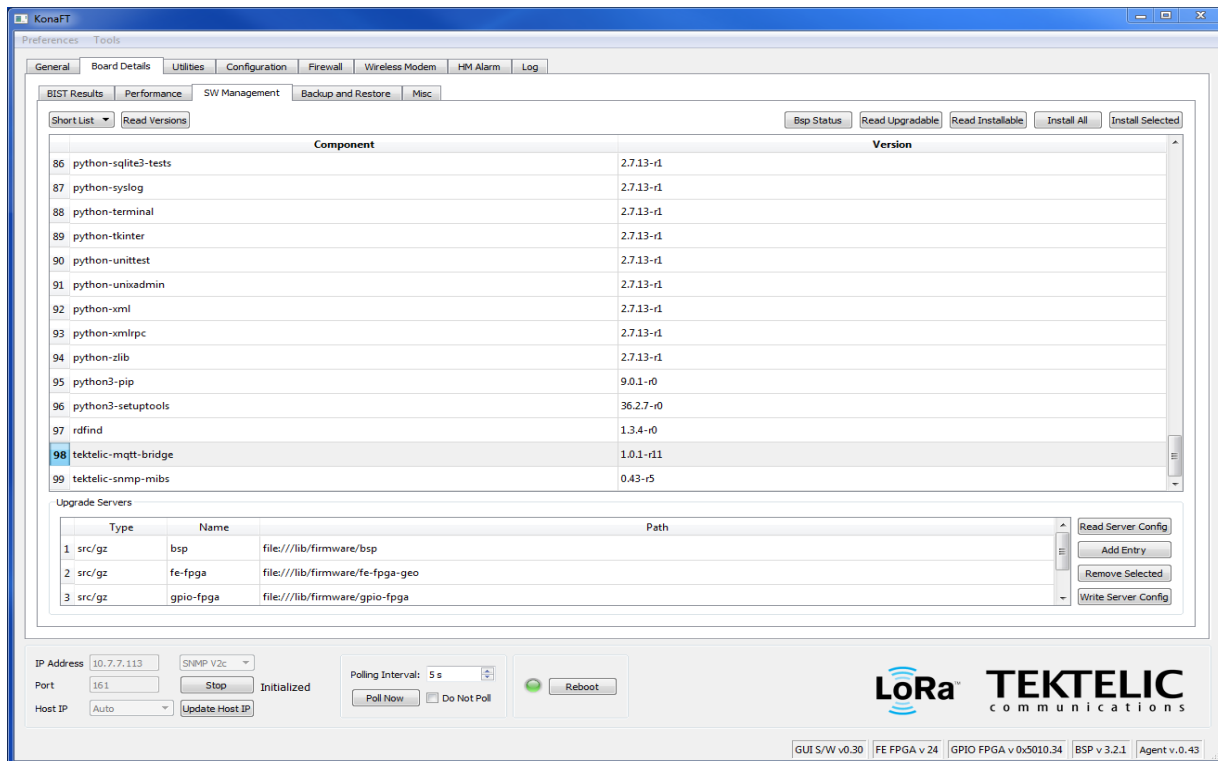 KonaFT
Preferences Tools
General Board Details Utilities Configuration Firewall Wireless Modem HM Alarm Log
BIST Results Performance SW Management Backup and Restore Misc
Short List Read Versions Bsp Status Read Upgradable Read Installable Install All Install Selected
Component Version
86 python-sqlite3-tests 2.7.13-r1
87 python-syslog 2.7.13-r1
88 python-terminal 2.7.13-r1
89 python-tkinter 2.7.13-r1
90 python-unittest 2.7.13-r1
91 python-unixadmin 2.7.13-r1
92 python-xml 2.7.13-r1
93 python-xmlrpc 2.7.13-r1
94 python-zlib 2.7.13-r1
95 python3-pip 9.0.1-r0
96 python3-setuptools 36.2.7-r0
97 rdfind 1.3.4-r0
98 tektelic-mqtt-bridge 1.0.1-r11
99 tektelic-snmp-mibs 0.43-r5
Upgrade Servers
Type Name Path Read Server Config
1 src/gz bsp file:///lib/firmware/bsp Add Entry
2 src/gz fe-fpga file:///lib/firmware/fe-fpga-geo Remove Selected
3 src/gz gpio-fpga file:///lib/firmware/gpio-fpga Write Server Config
IP Address 10.7.7.113 SNMP V2c
Port 161 Stop Initialized
Host IP Auto Update Host IP
Polling Interval: 5 s
Poll Now Do Not Poll
Reboot
LoRa™ TEKTELIC
communications
GUI S/W v0.30 FE FPGA v 24 GPIO FPGA v 0x5010.34 BSP v 3.2.1 Agent v.0.43